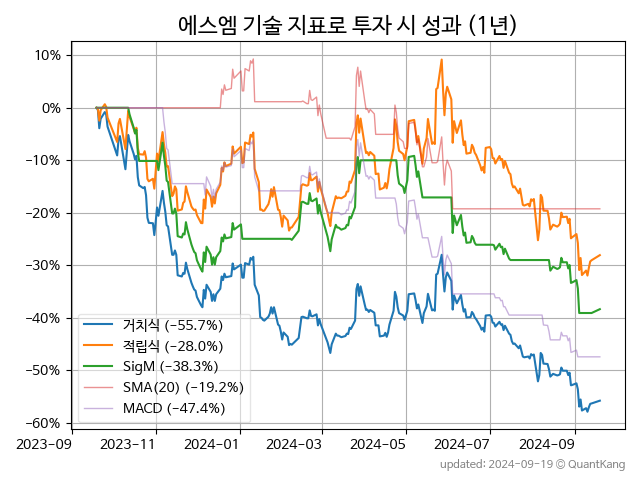 에스엠 기술 지표로 투자 시 성과 (1년)
10%
0%
−10%
−20%
−30%
−40%
−50%
−60%
거치식 (−55.7%)
적립식 (−28.0%)
SigM (−38.3%)
SMA(20) (−19.2%)
MACD (−47.4%)
2023-09 2023-11 2024-01 2024-03 2024-05 2024-07 2024-09
updated: 2024-09-19 © QuantKang